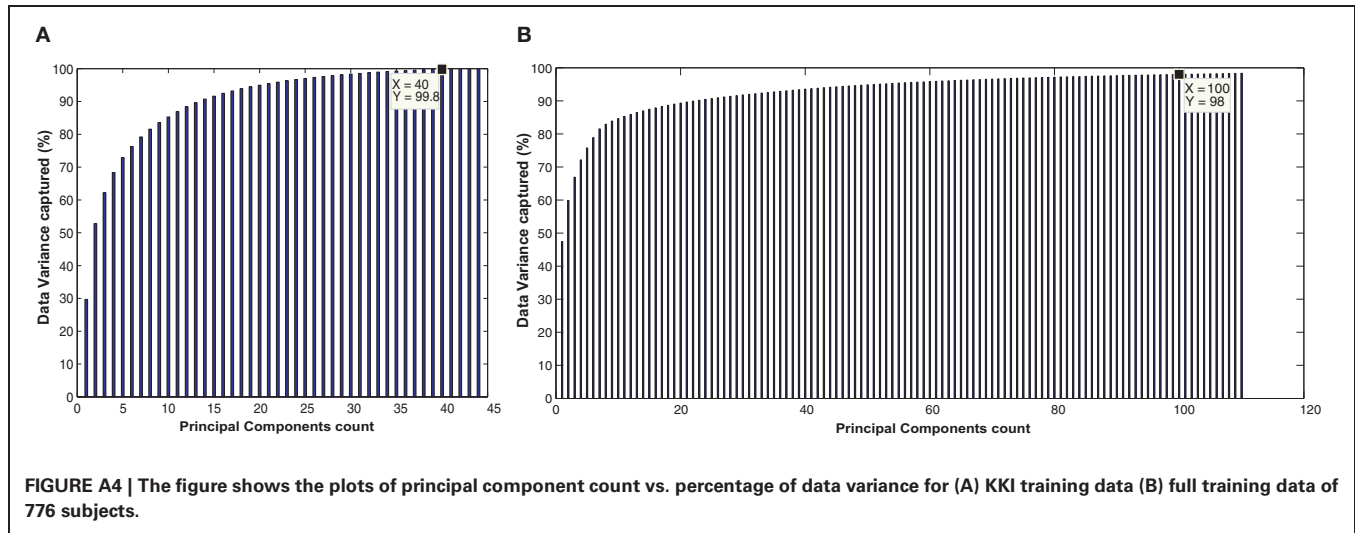 A
B
100
90
80
70
60
50
40
30
20
10
0
Data Variance captured (%)
X = 40
Y = 99.8
0 5 10 15 20 25 30 35 40 45
Principal Components count
100
90
80
70
60
50
40
30
20
10
0
Data Variance captured (%)
X = 100
Y = 98
0 20 40 60 80 100 120
Principal Components count
FIGURE A4 | The figure shows the plots of principal component count vs. percentage of data variance for (A) KKI training data (B) full training data of
776 subjects.